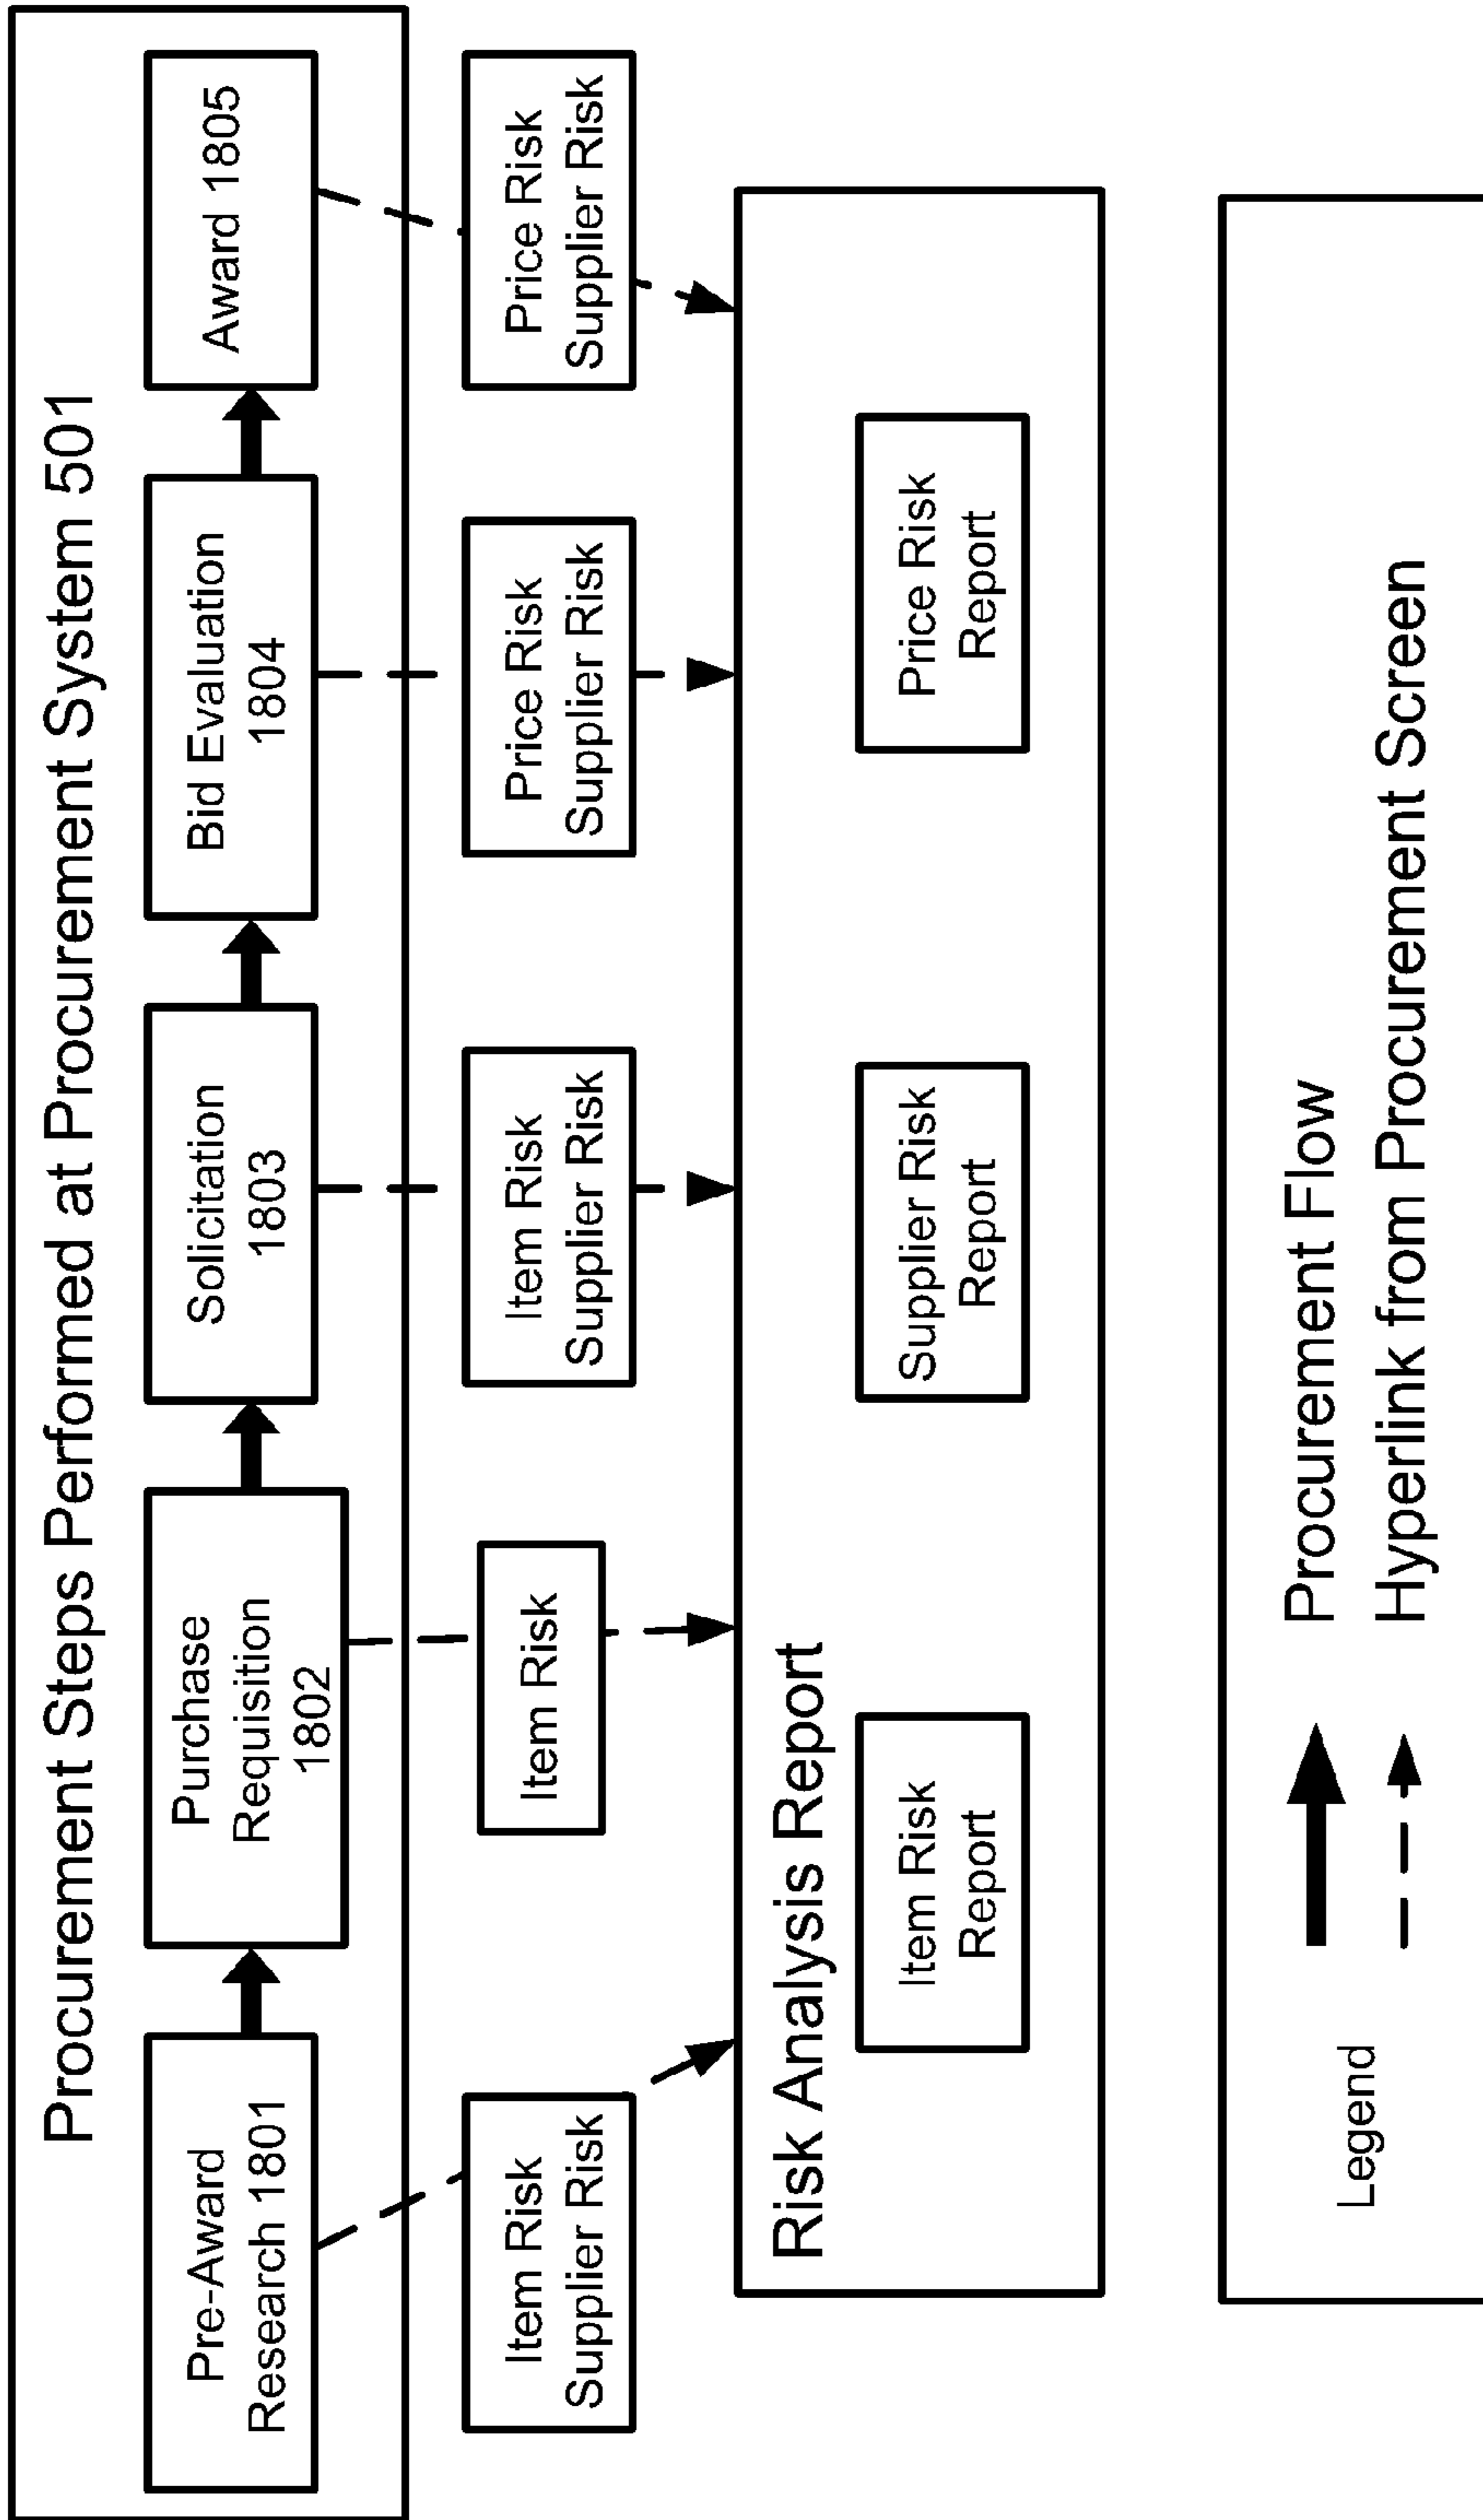 Procurement Steps Performed at Procurement System 501
Pre-Award
Research 1801
Purchase
Requisition
1802
Solicitation
1803
Bid Evaluation
1804
Award 1805
Item Risk
Supplier Risk
Item Risk
Item Risk
Supplier Risk
Price Risk
Supplier Risk
Price Risk
Supplier Risk
Risk Analysis Report
Item Risk
Report
Supplier Risk
Report
Price Risk
Report
Legend
Procurement Flow
Hyperlink from Procurement Screen